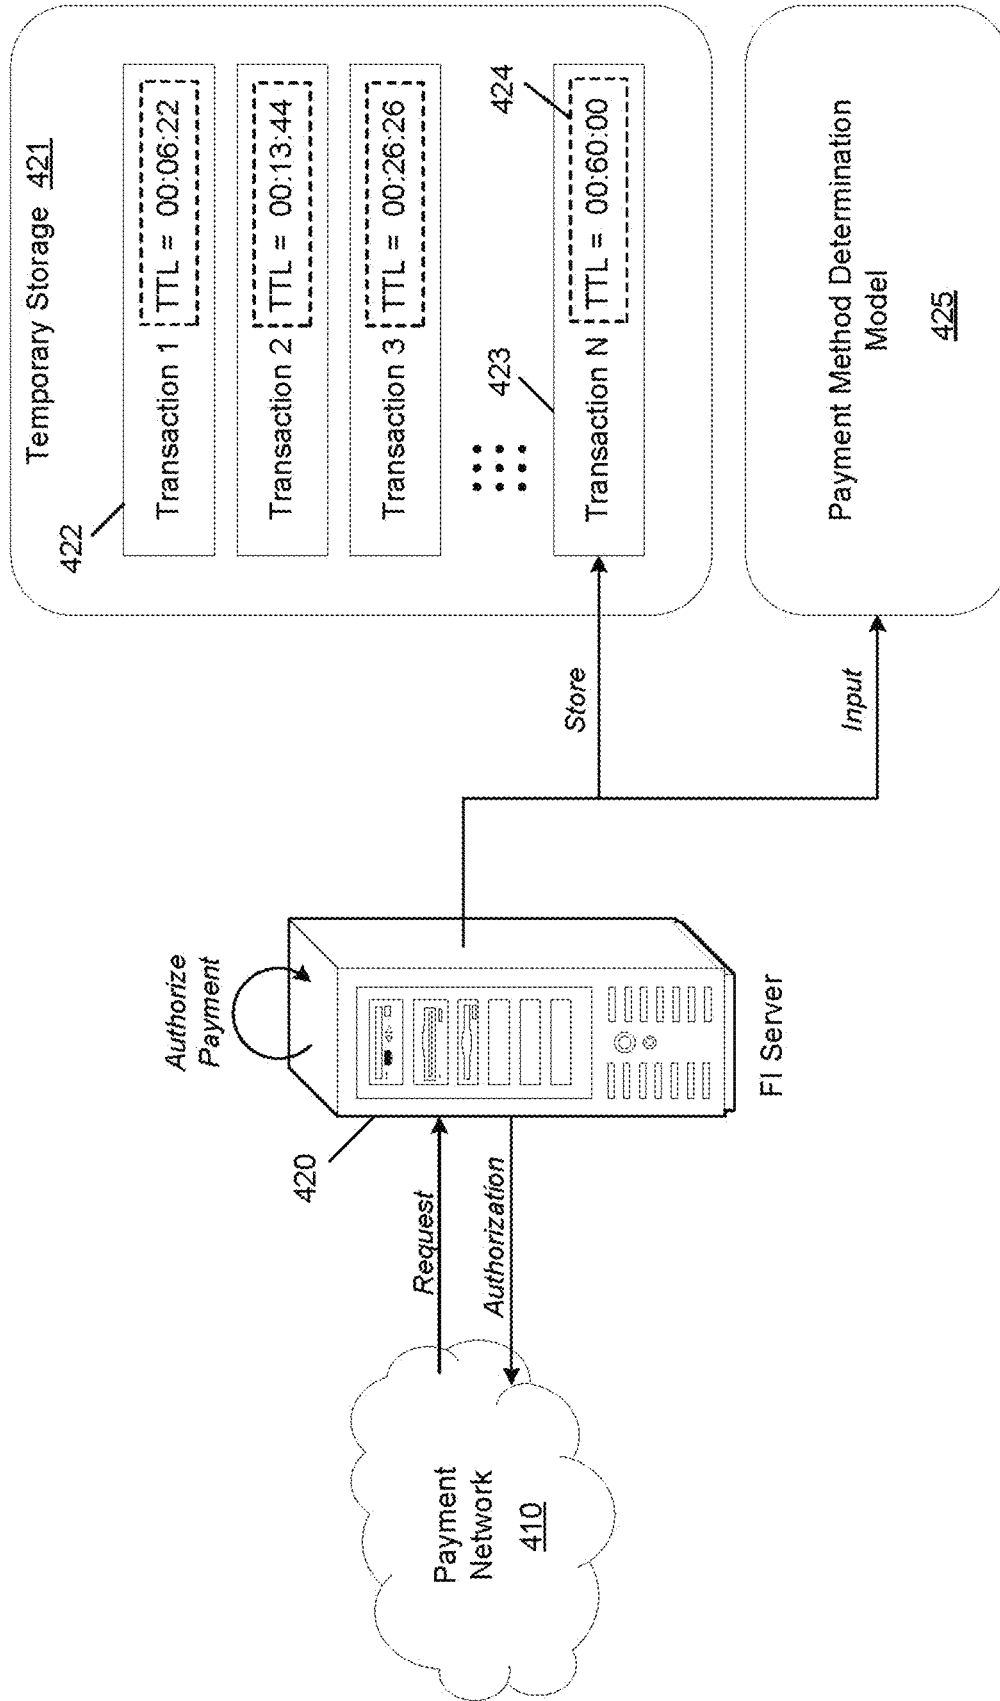 Temporary Storage 421
422
Transaction 1 TTL = 00:06:22
Transaction 2 TTL = 00:13:44
Transaction 3 TTL = 00:26:26
423
424
Transaction N TTL = 00:60:00
Payment Method Determination
Model
425
Store
Input
Authorize
Payment
420
FI Server
Request
Authorization
Payment
Network
410